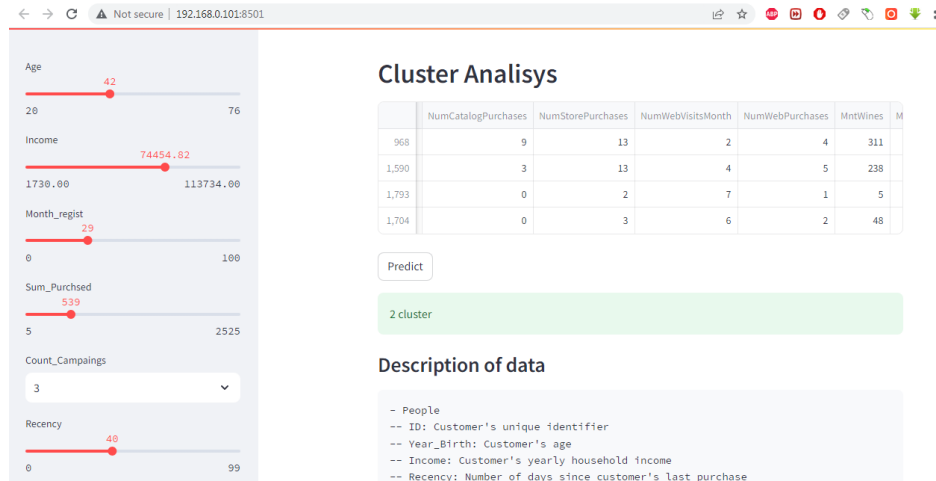 Not secure | 192.168.0.101:8501
ABP
Age
42
20 76
Income
74454.82
1730.00 113734.00
Month_regist
29
0 100
Sum_Purchsed
539
5 2525
Count_Campaings
3
Recency
40
0 99
Cluster Analisys
NumCatalogPurchases NumStorePurchases NumWebVisitsMonth NumWebPurchases MntWines M
968 9 13 2 4 311
1,590 3 13 4 5 238
1,793 0 2 7 1 5
1,704 0 3 6 2 48
Predict
2 cluster
Description of data
- People
-- ID: Customer's unique identifier
-- Year_Birth: Customer's age
-- Income: Customer's yearly household income
-- Recency: Number of days since customer's last purchase